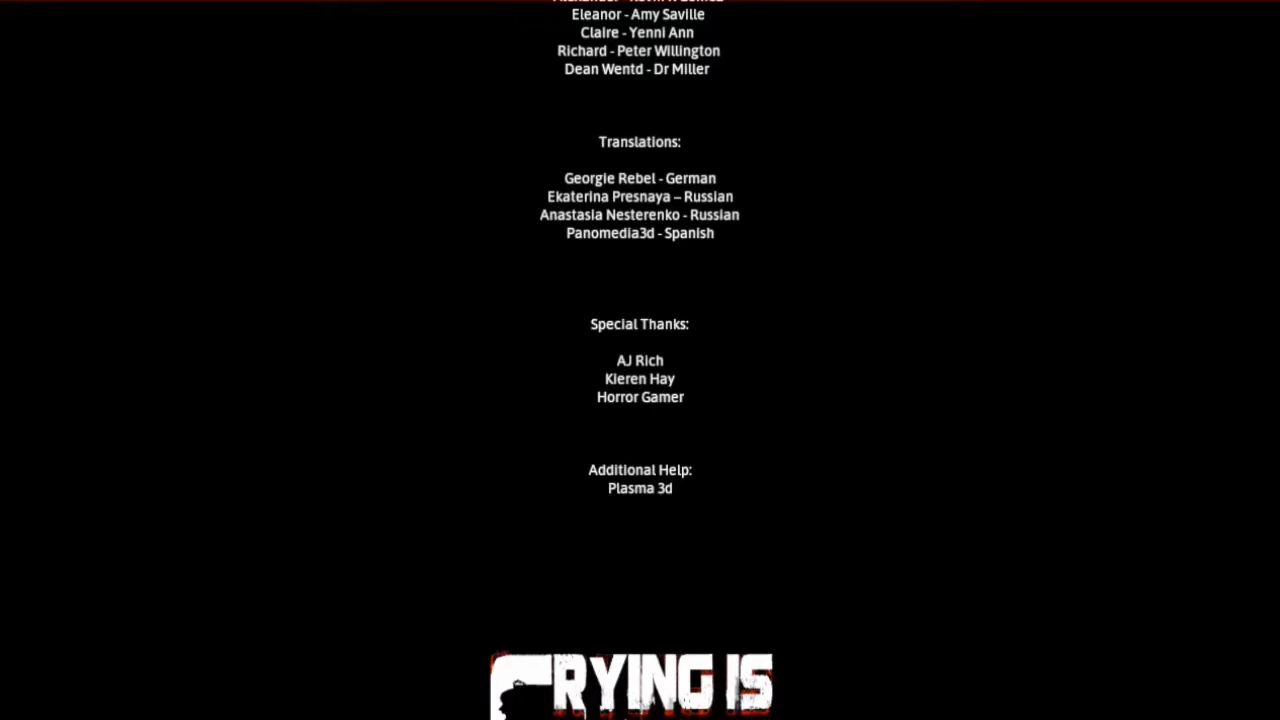 Eleanor - Amy Saville
Claire - Yenni Ann
Richard - Peter Willington
Dean Wentd - Dr Miller
Translations:
Georgie Rebel - German
Ekaterina Presnaya – Russian
Anastasia Nesterenko - Russian
Panomedia3d - Spanish
Special Thanks:
AJ Rich
Kieren Hay
Horror Gamer
Additional Help:
Plasma 3d
CRYING IS